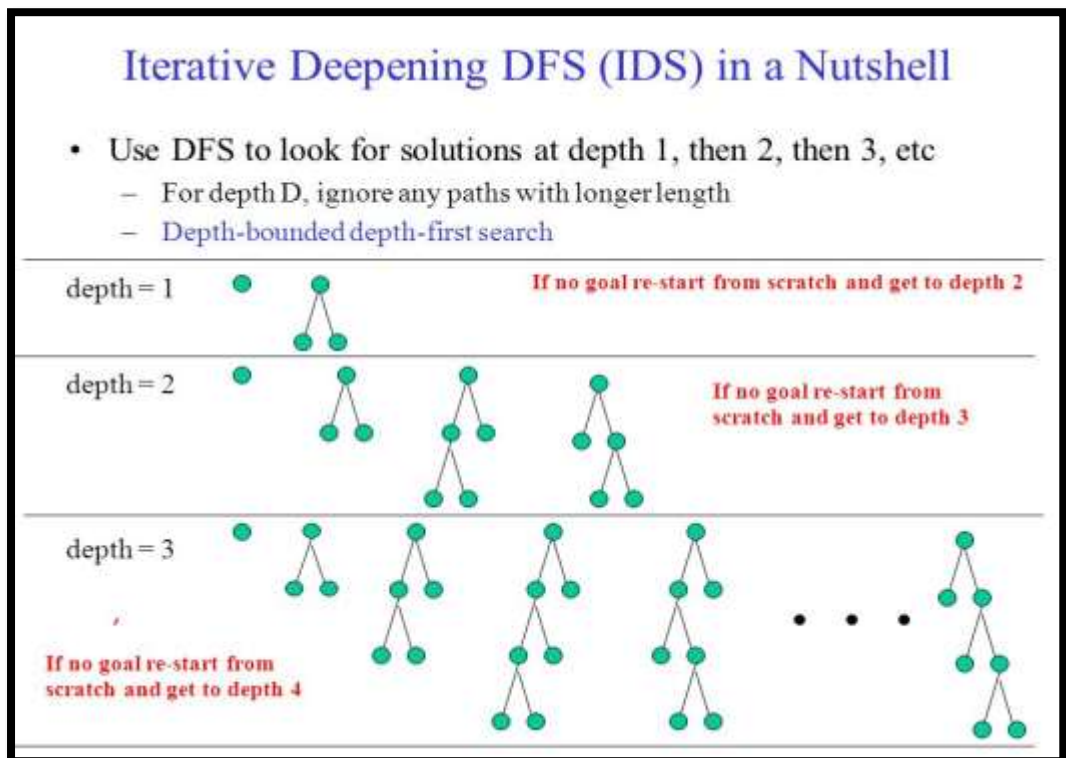 Iterative Deepening DFS (IDS) in a Nutshell
• Use DFS to look for solutions at depth 1, then 2, then 3, etc
– For depth D, ignore any paths with longer length
– Depth-bounded depth-first search
depth = 1
If no goal re-start from scratch and get to depth 2
depth = 2
If no goal re-start from
scratch and get to depth 3
depth = 3
If no goal re-start from
scratch and get to depth 4